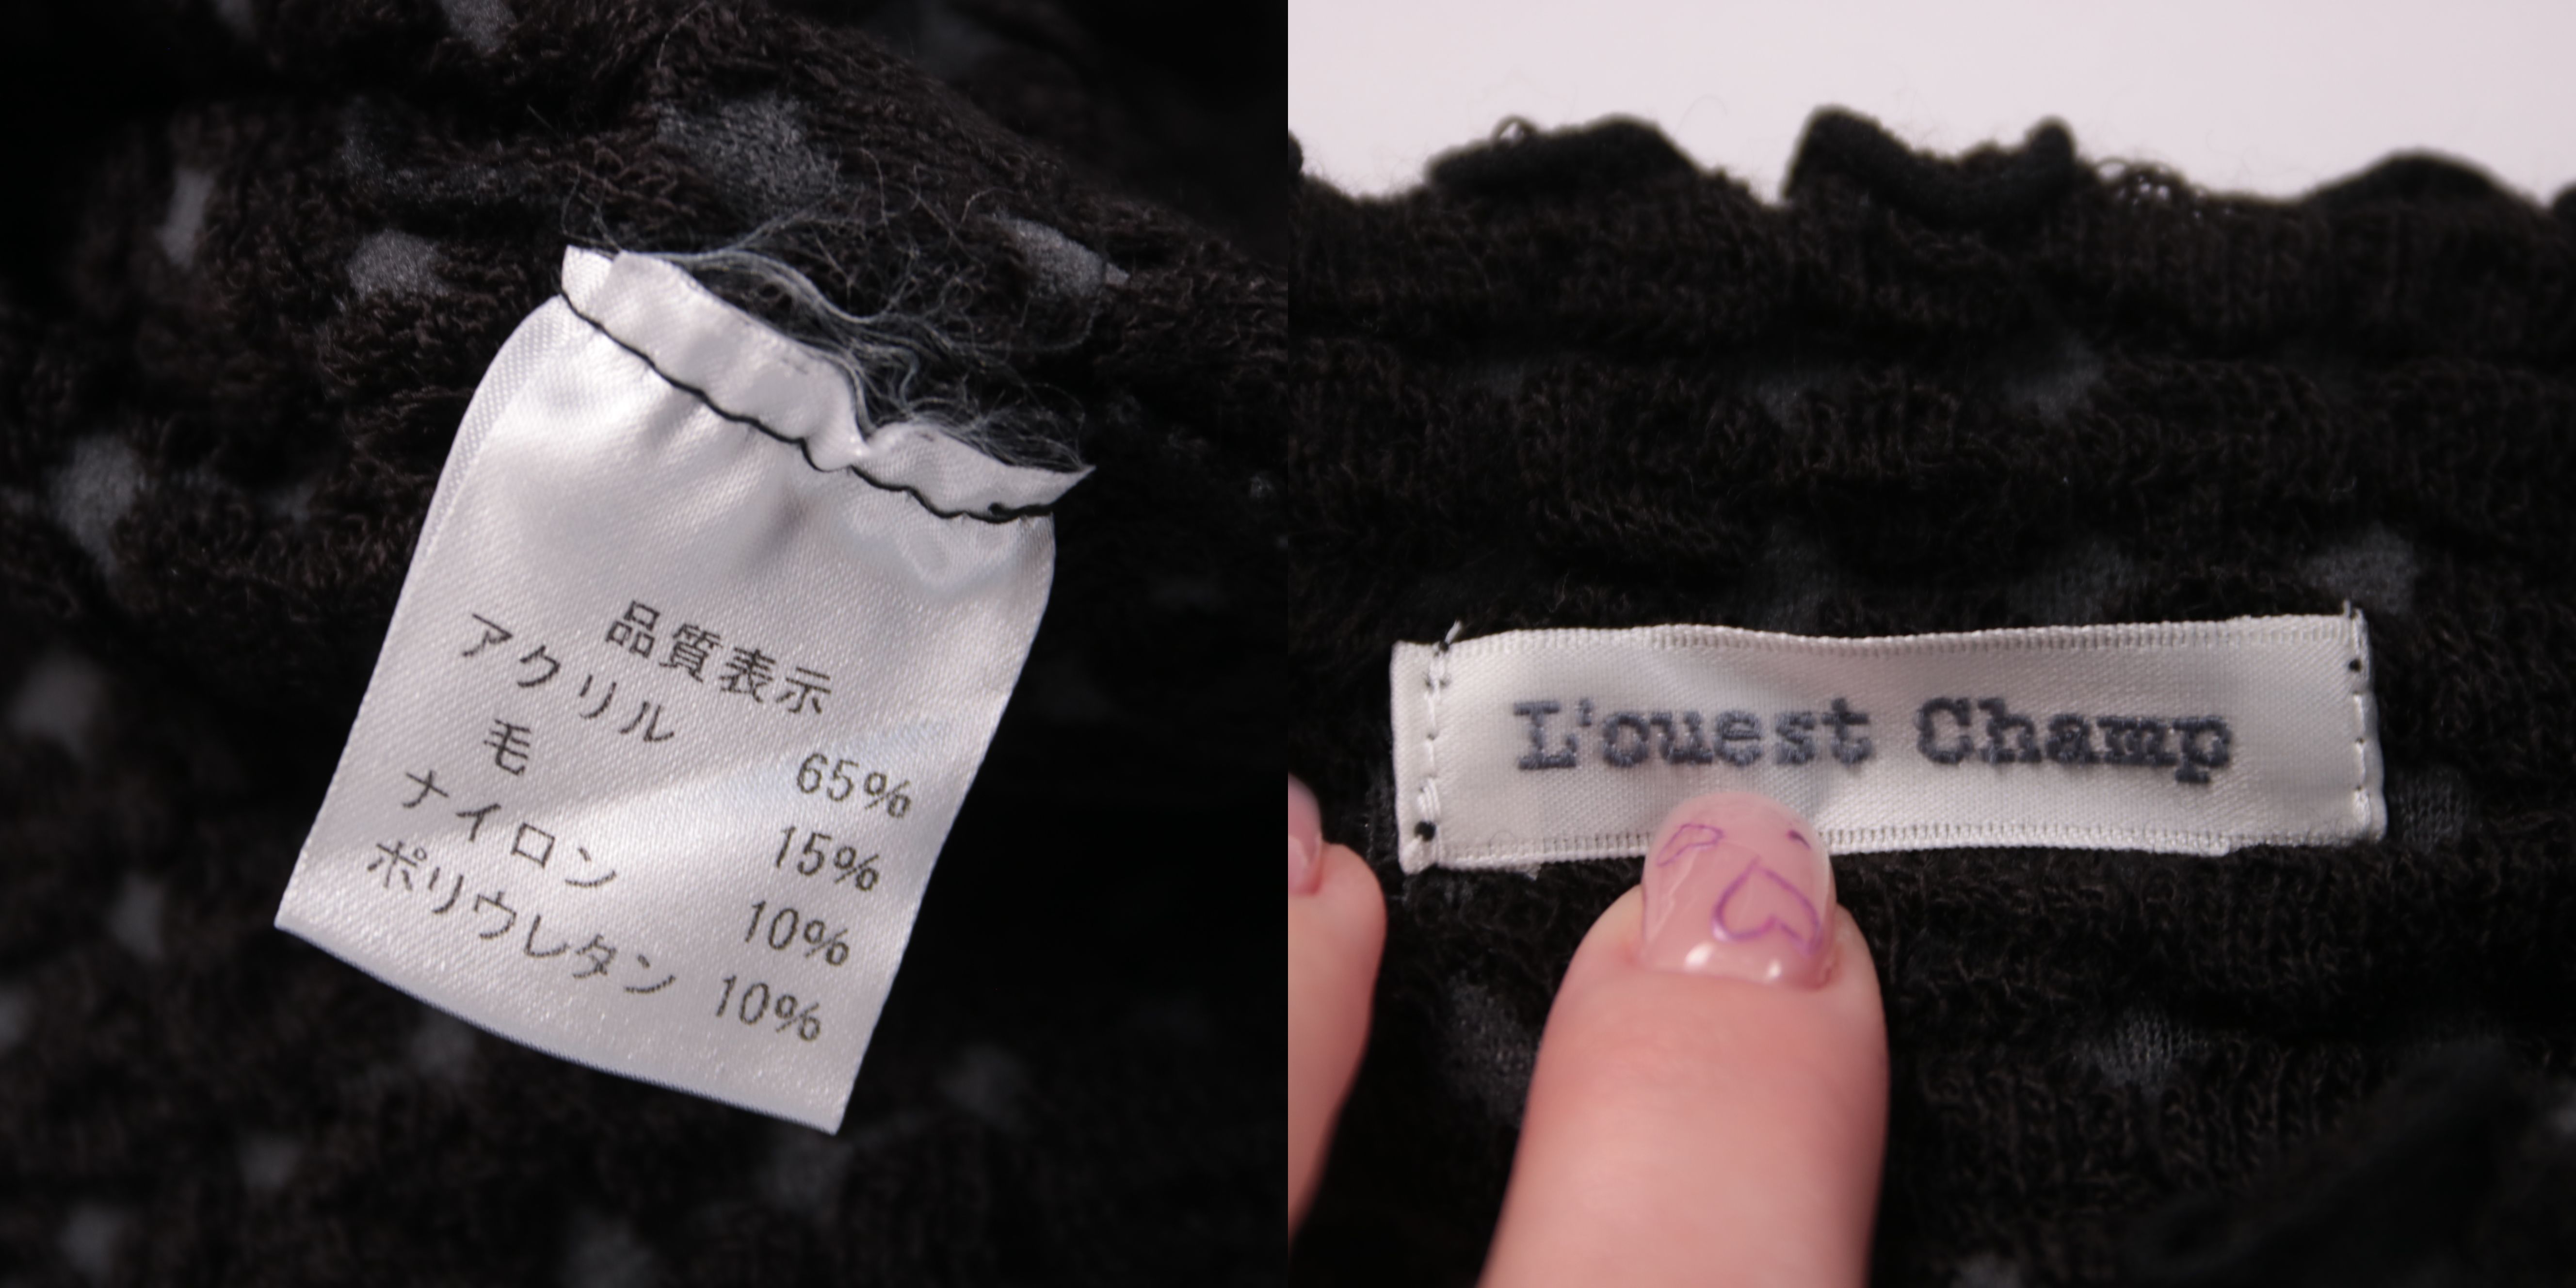 品質表示
アクリル 65%
毛 15%
ナイロン 10%
ポリウレタン 10%
L'ouest Champ